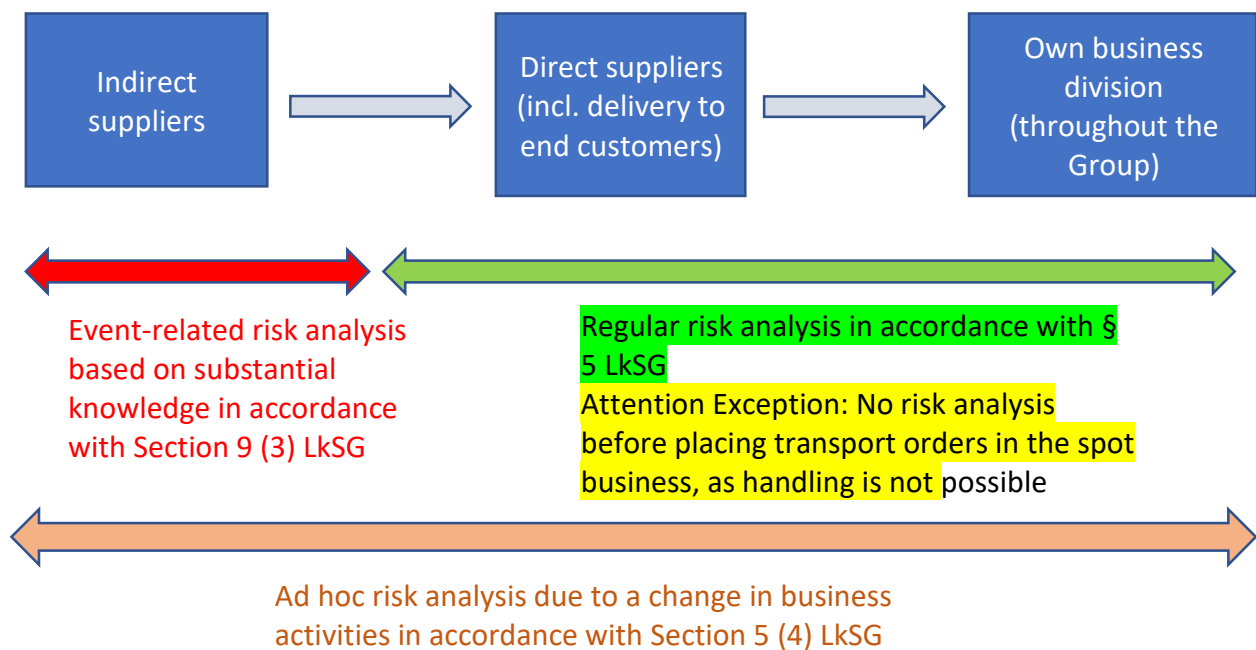 Indirect
suppliers
Direct suppliers
(incl. delivery to
end customers)
Own business
division
(throughout the
Group)
Event-related risk analysis
based on substantial
knowledge in accordance
with Section 9 (3) LkSG
Regular risk analysis in accordance with §
5 LkSG
Attention Exception: No risk analysis
before placing transport orders in the spot
business, as handling is not possible
Ad hoc risk analysis due to a change in business
activities in accordance with Section 5 (4) LkSG